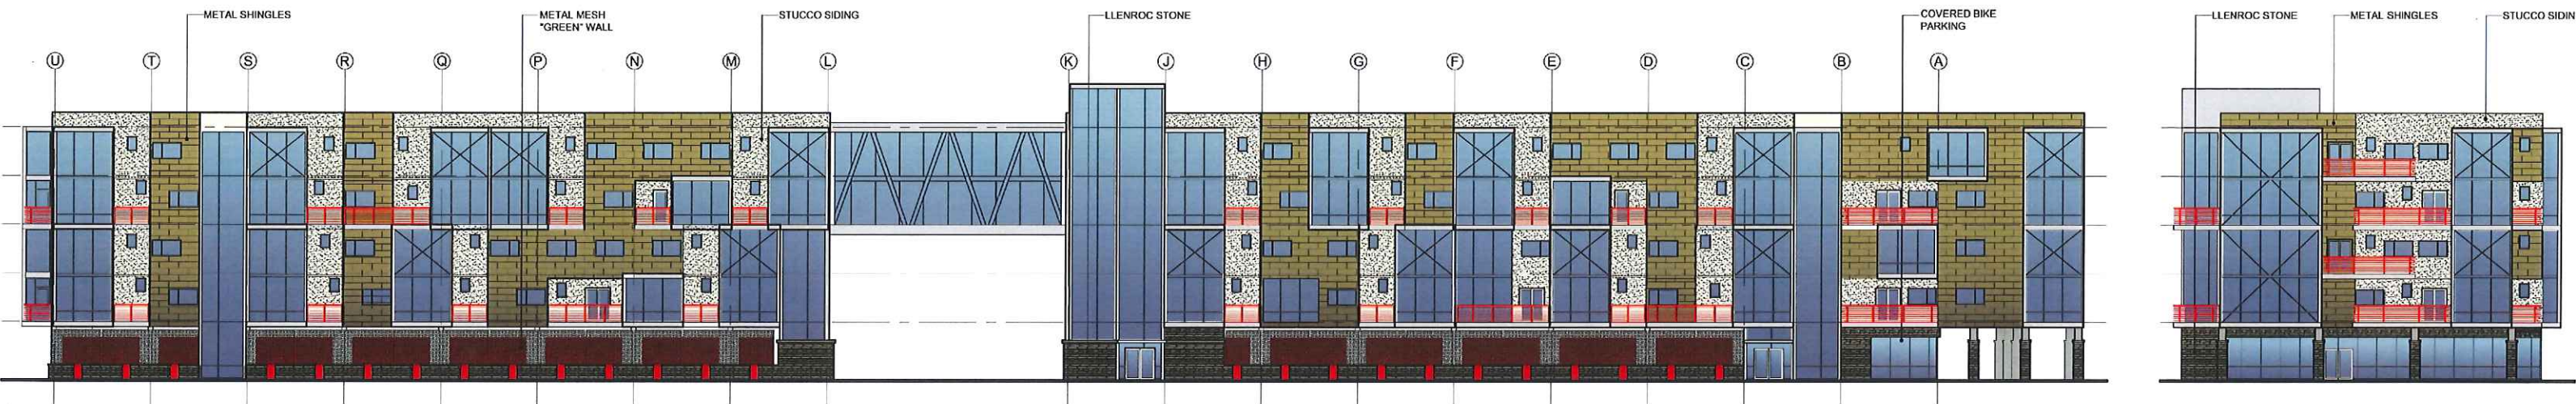 METAL SHINGLES
METAL MESH
"GREEN" WALL
STUCCO SIDING
LLENROC STONE
COVERED BIKE
PARKING
LLENROC STONE
METAL SHINGLES
STUCCO SIDIN
U T S R Q P N M L K J H G F E D C B A